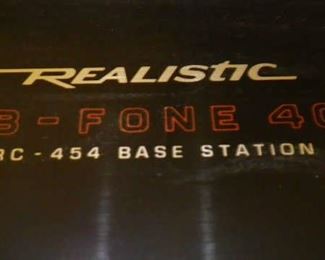 REALISTIC
B-FONE 40
RC-454 BASE STATION